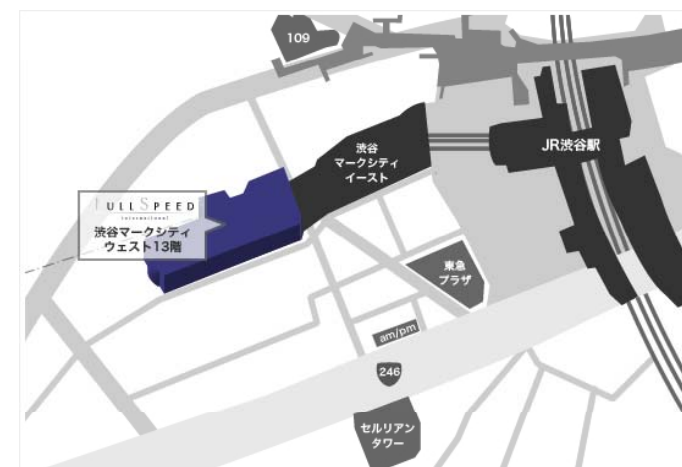 109
渋谷
マークシティ
イースト
JR渋谷駅
FULLSPEED
International
渋谷マークシティ
ウェスト13階
東急
プラザ
am/pm
246
セルリアン
タワー